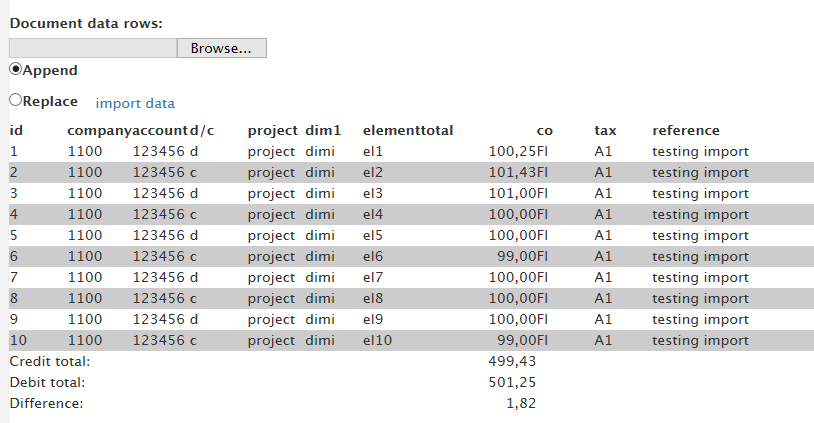 Document data rows:
Browse...
Append
Replace import data
id company account d/c project dim1 element total co tax reference
1 1100 123456 d project dimi el1 100,25 FI A1 testing import
2 1100 123456 c project dimi el2 101,43 FI A1 testing import
3 1100 123456 d project dimi el3 101,00 FI A1 testing import
4 1100 123456 c project dimi el4 100,00 FI A1 testing import
5 1100 123456 d project dimi el5 100,00 FI A1 testing import
6 1100 123456 c project dimi el6 99,00 FI A1 testing import
7 1100 123456 d project dimi el7 100,00 FI A1 testing import
8 1100 123456 c project dimi el8 100,00 FI A1 testing import
9 1100 123456 d project dimi el9 100,00 FI A1 testing import
10 1100 123456 c project dimi el10 99,00 FI A1 testing import
Credit total: 499,43
Debit total: 501,25
Difference: 1,82